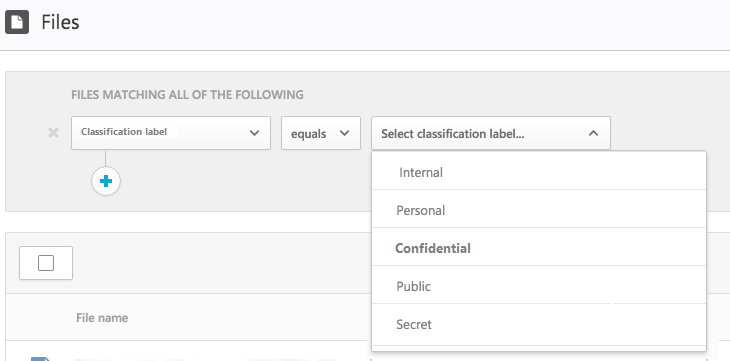 Files
FILES MATCHING ALL OF THE FOLLOWING
Classification label
equals
Select classification label...
Internal
Personal
Confidential
Public
Secret
File name